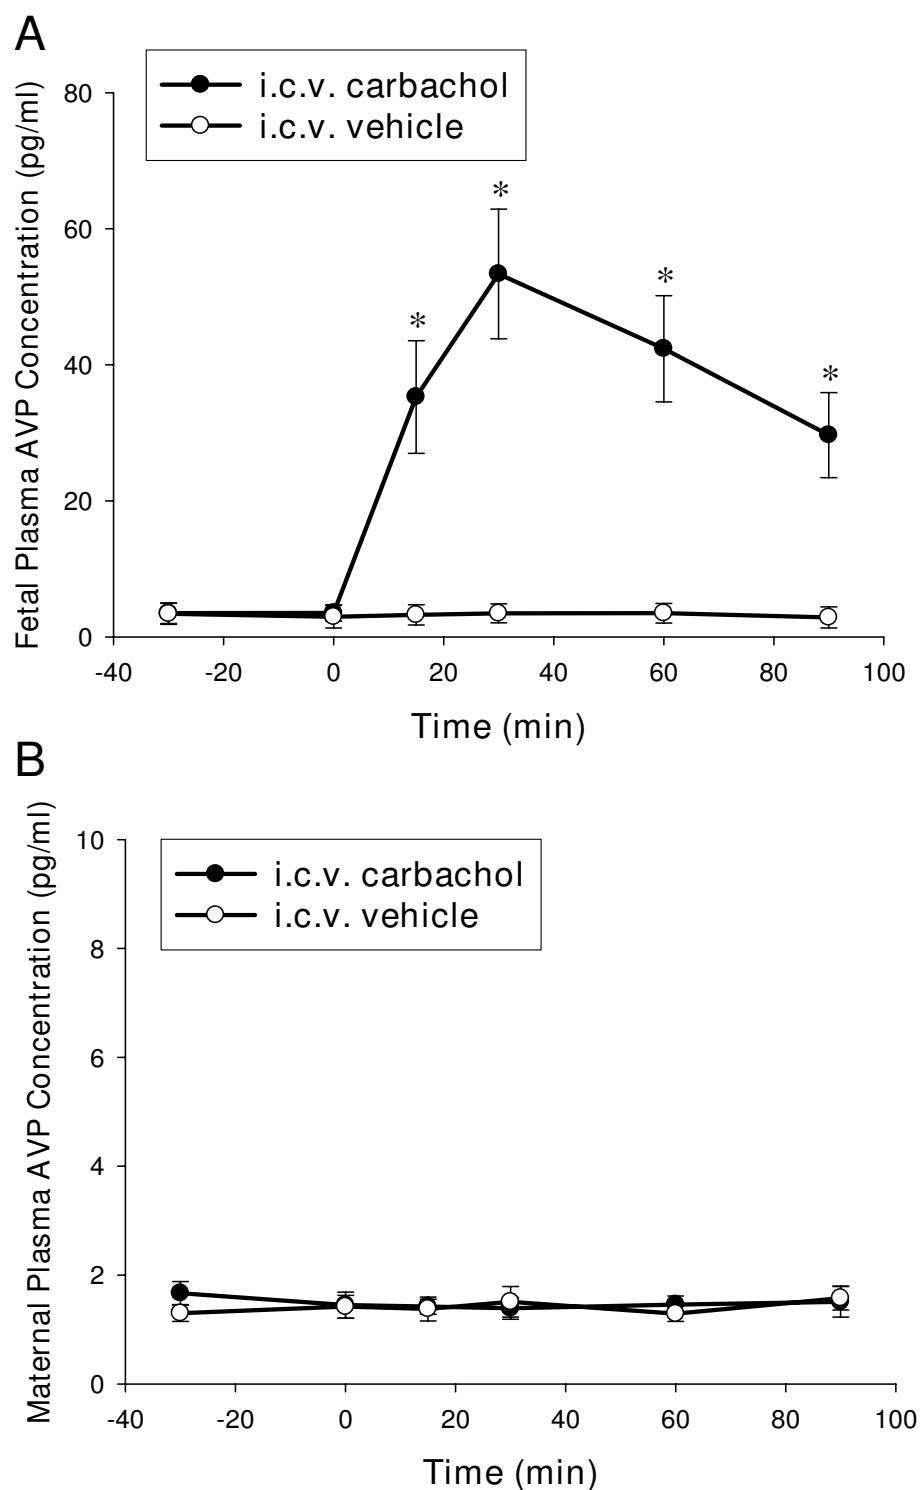 A
Fetal Plasma AVP Concentration (pg/ml)
i.c.v. carbachol
i.c.v. vehicle
80
60
40
20
0
*
*
*
*
-40 -20 0 20 40 60 80 100
Time (min)
B
Maternal Plasma AVP Concentration (pg/ml)
i.c.v. carbachol
i.c.v. vehicle
10
8
6
4
2
0
-40 -20 0 20 40 60 80 100
Time (min)